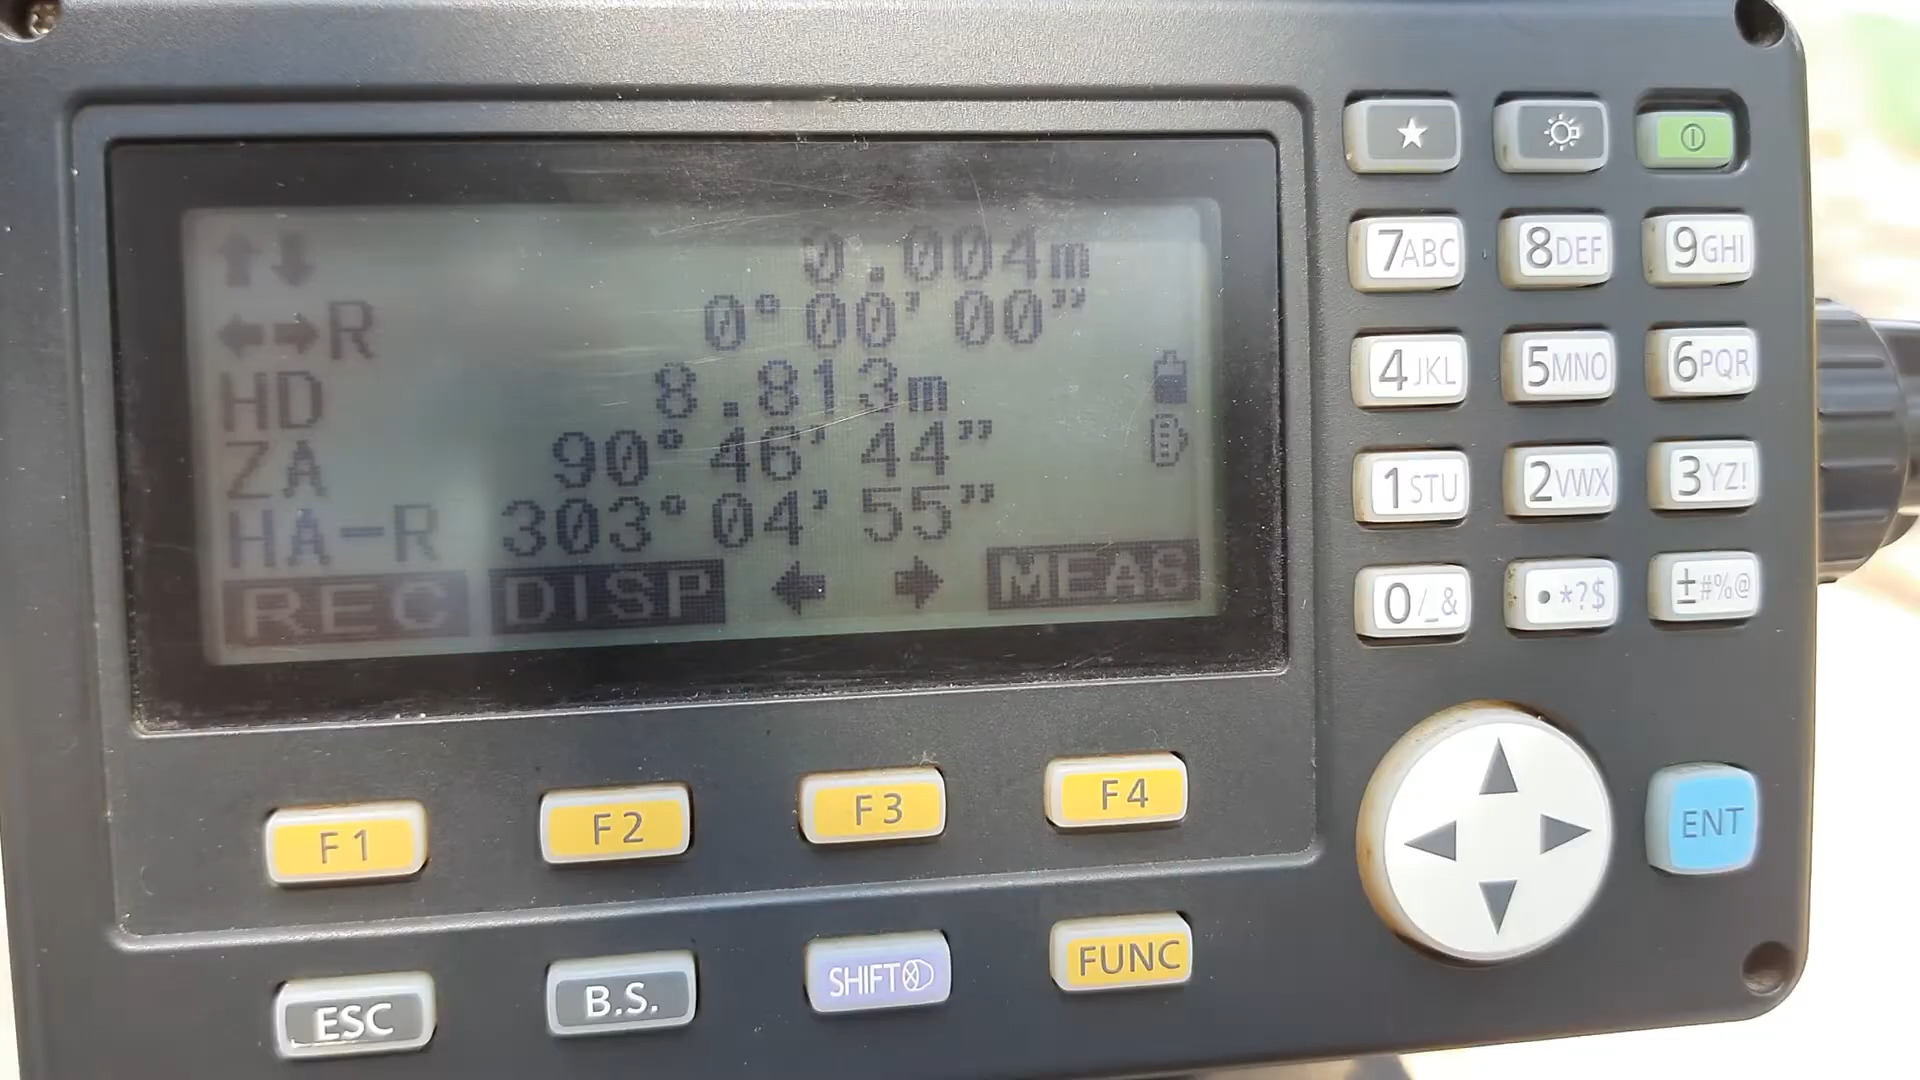 ⬆⬇ 0.004m
⬅➡R 0°00'00"
HD 8.813m
ZA 90°46'44"
HA-R 303°04'55"
REC DISP ← → MEAS
F1 F2 F3 F4
ESC B.S. SHIFT FUNC
★
7ABC 8DEF 9GHI
4JKL 5MNO 6PQR
1STU 2VWX 3YZ!
0/_& •*?$ ±#%@
ENT